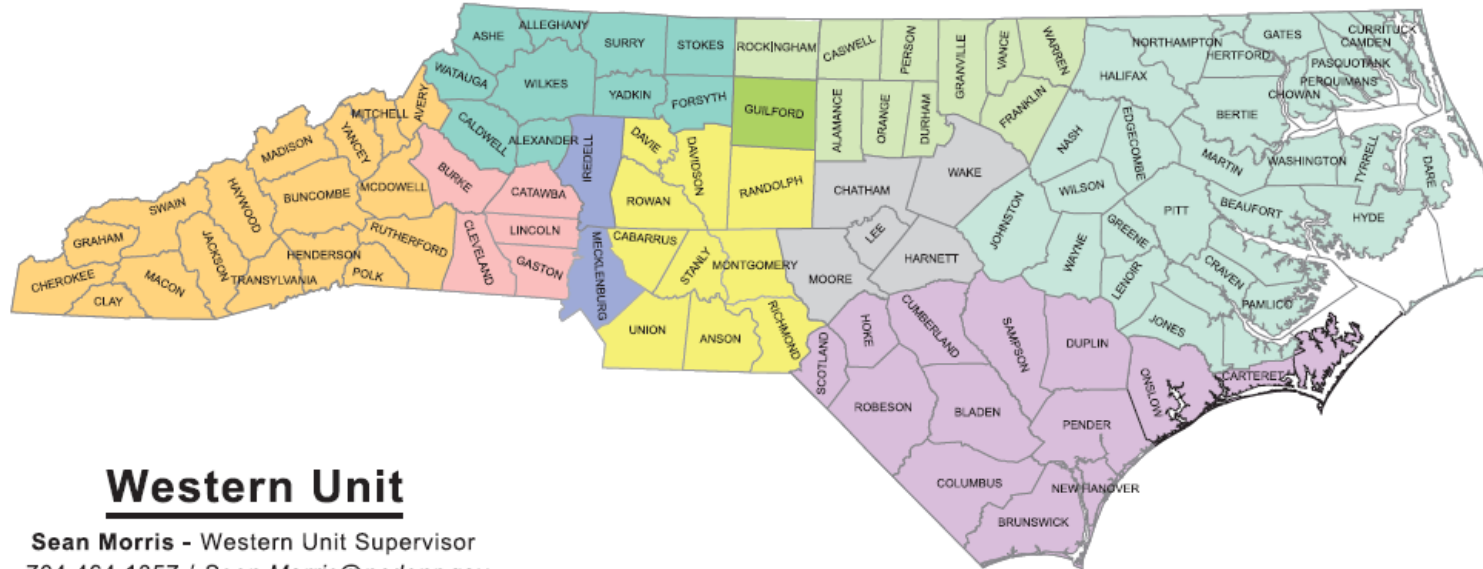 ASHE
ALLEGHANY
SURRY
STOKES
ROCKINGHAM
CASWELL
PERSON
GRANVILLE
VANCE
WARREN
NORTHAMPTON
GATES
CURRITUCK
CAMDEN
HERTFORD
PASQUOTANK
PERQUIMANS
CHOWAN
HALIFAX
WATAUGA
WILKES
YADKIN
FORSYTH
GUILFORD
ALAMANCE
ORANGE
DURHAM
FRANKLIN
NASH
EDGECOMBE
BERTIE
MARTIN
WASHINGTON
TYRRELL
DARE
AVERY
MITCHELL
YANCEY
MADISON
CALDWELL
ALEXANDER
IREDELL
DAVIE
DAVIDSON
RANDOLPH
CHATHAM
WAKE
WILSON
PITT
BEAUFORT
HYDE
BURKE
CATAWBA
ROWAN
MCDOWELL
BUNCOMBE
HAYWOOD
SWAIN
GRAHAM
JACKSON
CHEROKEE
MACON
CLAY
TRANSYLVANIA
HENDERSON
POLK
RUTHERFORD
CLEVELAND
LINCOLN
GASTON
MECKLENBURG
CABARRUS
STANLY
MONTGOMERY
MOORE
LEE
HARNETT
JOHNSTON
WAYNE
GREENE
LENOIR
CRAVEN
PAMLICO
JONES
UNION
ANSON
RICHMOND
SCOTLAND
HOKE
CUMBERLAND
SAMPSON
DUPLIN
ONSLOW
CARTERET
ROBESON
BLADEN
PENDER
COLUMBUS
NEW HANOVER
BRUNSWICK
Western Unit
Sean Morris - Western Unit Supervisor